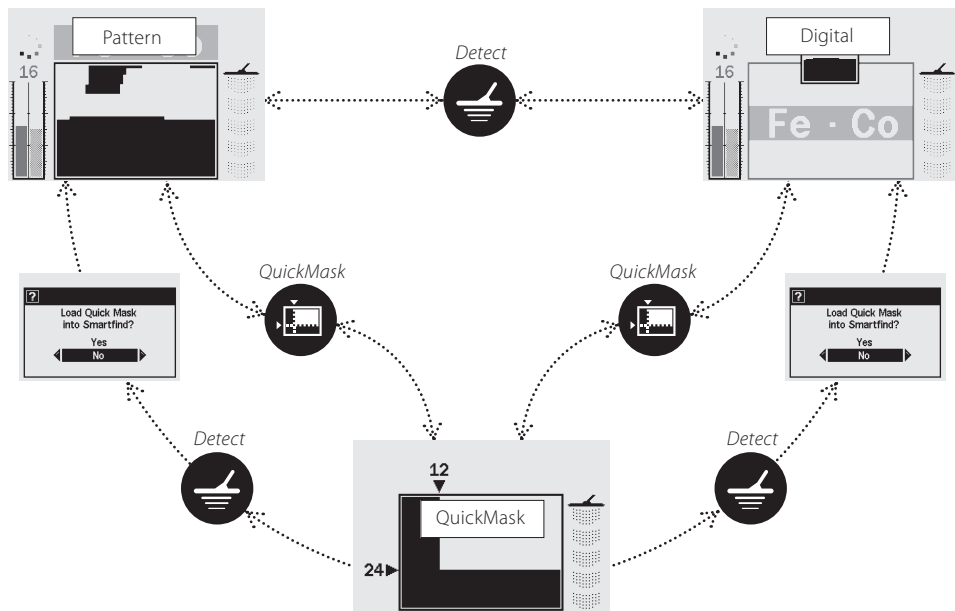 Pattern
16
Detect
Digital
16
Fe · Co
QuickMask
QuickMask
?
Load Quick Mask
into Smartfind?
Yes
No
?
Load Quick Mask
into Smartfind?
Yes
No
Detect
Detect
12
QuickMask
24